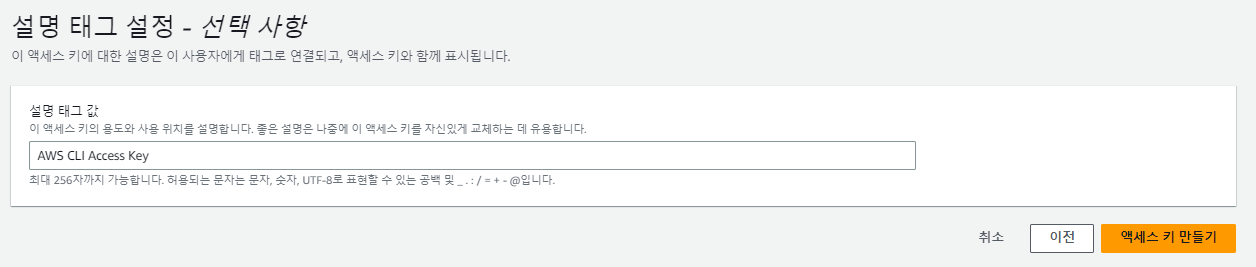 설명 태그 설정 - 선택 사항
이 액세스 키에 대한 설명은 이 사용자에게 태그로 연결되고, 액세스 키와 함께 표시됩니다.
설명 태그 값
이 액세스 키의 용도와 사용 위치를 설명합니다. 좋은 설명은 나중에 이 액세스 키를 자신있게 교체하는 데 유용합니다.
AWS CLI Access Key
최대 256자까지 가능합니다. 허용되는 문자는 문자, 숫자, UTF-8로 표현할 수 있는 공백 및 _ . : / = + - @입니다.
취소 이전 액세스 키 만들기